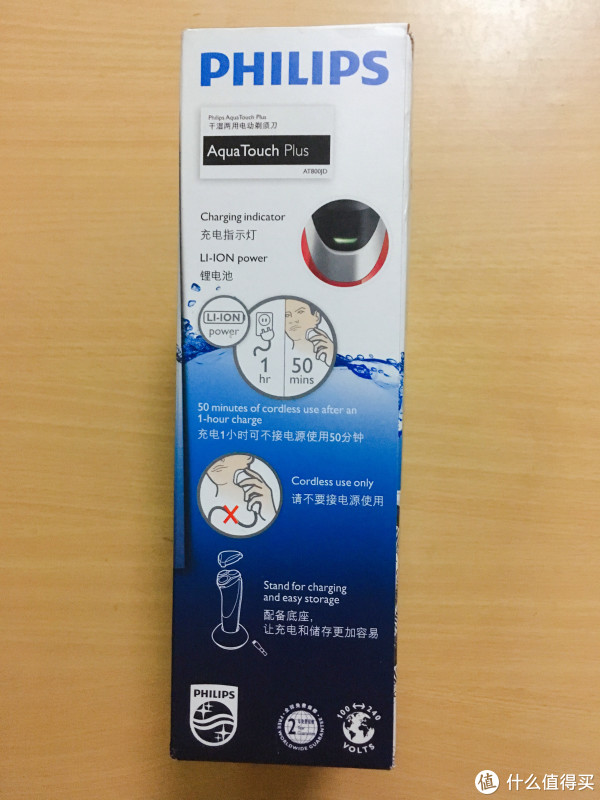 PHILIPS
Philips AquaTouch Plus
干湿两用电动剃须刀
AquaTouch Plus
AT800JD
Charging indicator
充电指示灯
LI-ION power
锂电池
LI-ION
power
1
hr
50
mins
50 minutes of cordless use after an
1-hour charge
充电1小时可不接电源使用50分钟
Cordless use only
请不要接电源使用
Stand for charging
and easy storage
配备底座，
让充电和储存更加容易
PHILIPS
2
WORLDWIDE GUARANTEE
100 ↔ 240
VOLTS
值 什么值得买